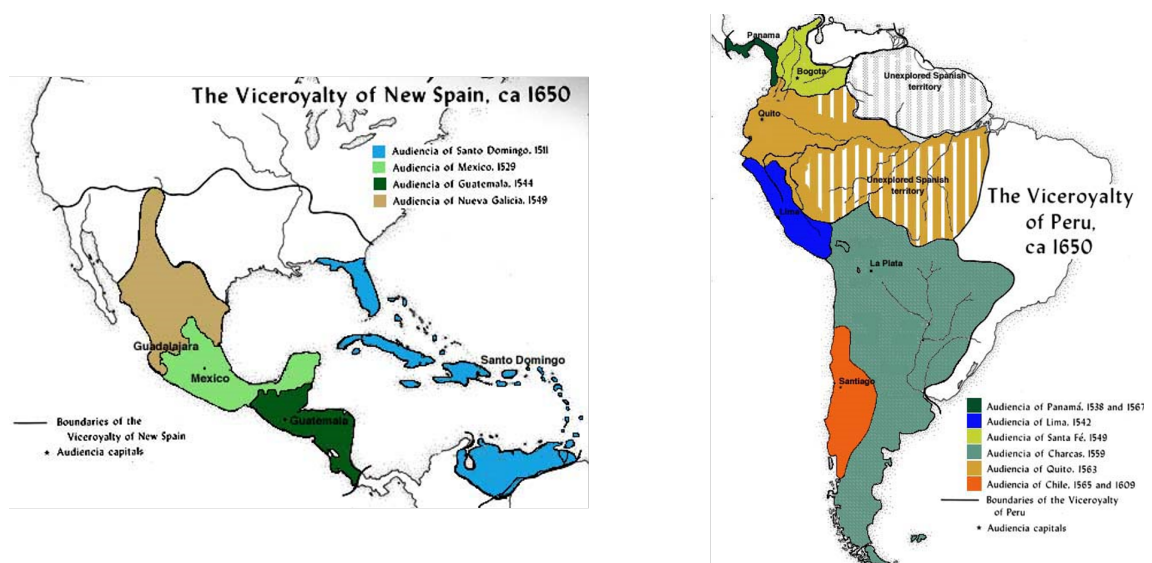 The Viceroyalty of New Spain, ca 1650
Audiencia of Santo Domingo, 1511
Audiencia of Mexico, 1529
Audiencia of Guatemala, 1544
Audiencia of Nueva Galicia, 1549
Guadalajara
Mexico
Santo Domingo
Guatemala
Boundaries of the
Viceroyalty of New Spain
* Audiencia capitals
Panama
Bogota
Unexplored Spanish
territory
Quito
Unexplored Spanish
territory
Lima
The Viceroyalty
of Peru,
ca 1650
La Plata
Santiago
Audiencia of Panamá, 1538 and 1567
Audiencia of Lima, 1542
Audiencia of Santa Fé, 1549
Audiencia of Charcas, 1559
Audiencia of Quito, 1563
Audiencia of Chile, 1565 and 1609
Boundaries of the Viceroyalty
of Peru
* Audiencia capitals